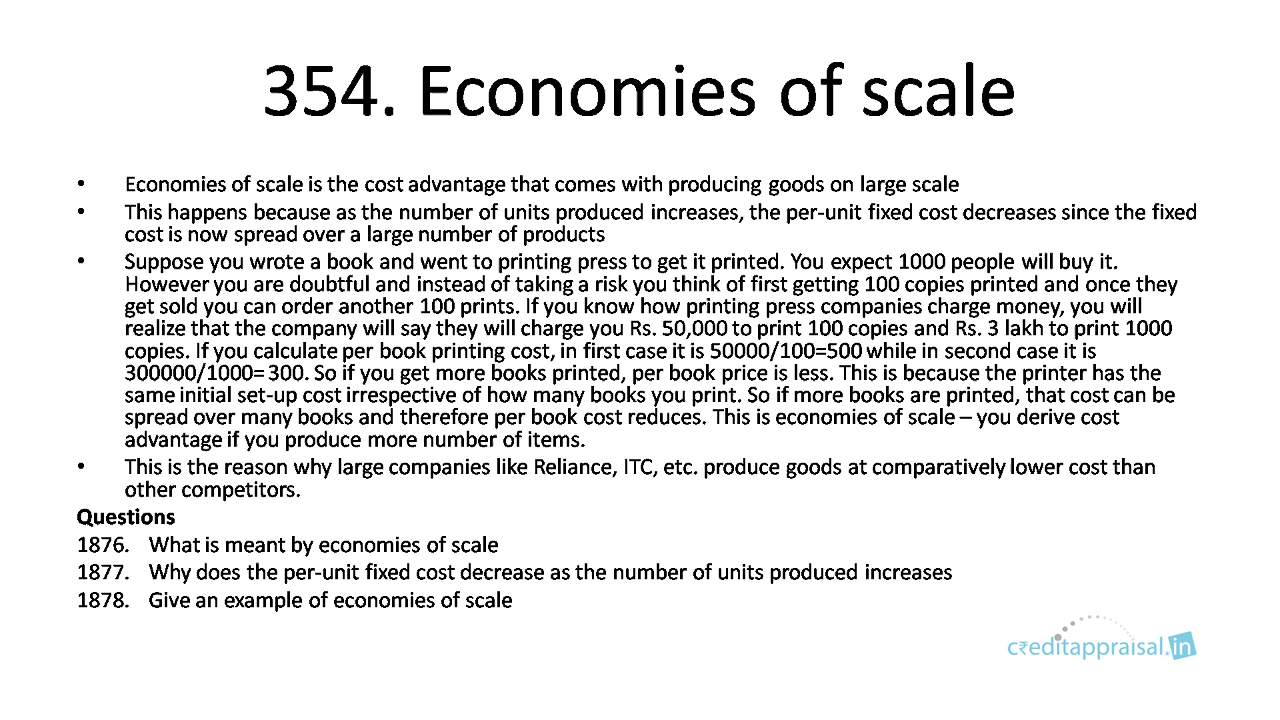 354. Economies of scale
• Economies of scale is the cost advantage that comes with producing goods on large scale
• This happens because as the number of units produced increases, the per-unit fixed cost decreases since the fixed
cost is now spread over a large number of products
• Suppose you wrote a book and went to printing press to get it printed. You expect 1000 people will buy it.
However you are doubtful and instead of taking a risk you think of first getting 100 copies printed and once they
get sold you can order another 100 prints. If you know how printing press companies charge money, you will
realize that the company will say they will charge you Rs. 50,000 to print 100 copies and Rs. 3 lakh to print 1000
copies. If you calculate per book printing cost, in first case it is 50000/100=500 while in second case it is
300000/1000= 300. So if you get more books printed, per book price is less. This is because the printer has the
same initial set-up cost irrespective of how many books you print. So if more books are printed, that cost can be
spread over many books and therefore per book cost reduces. This is economies of scale – you derive cost
advantage if you produce more number of items.
• This is the reason why large companies like Reliance, ITC, etc. produce goods at comparatively lower cost than
other competitors.
Questions
1876. What is meant by economies of scale
1877. Why does the per-unit fixed cost decrease as the number of units produced increases
1878. Give an example of economies of scale
c₹editappraisal.in